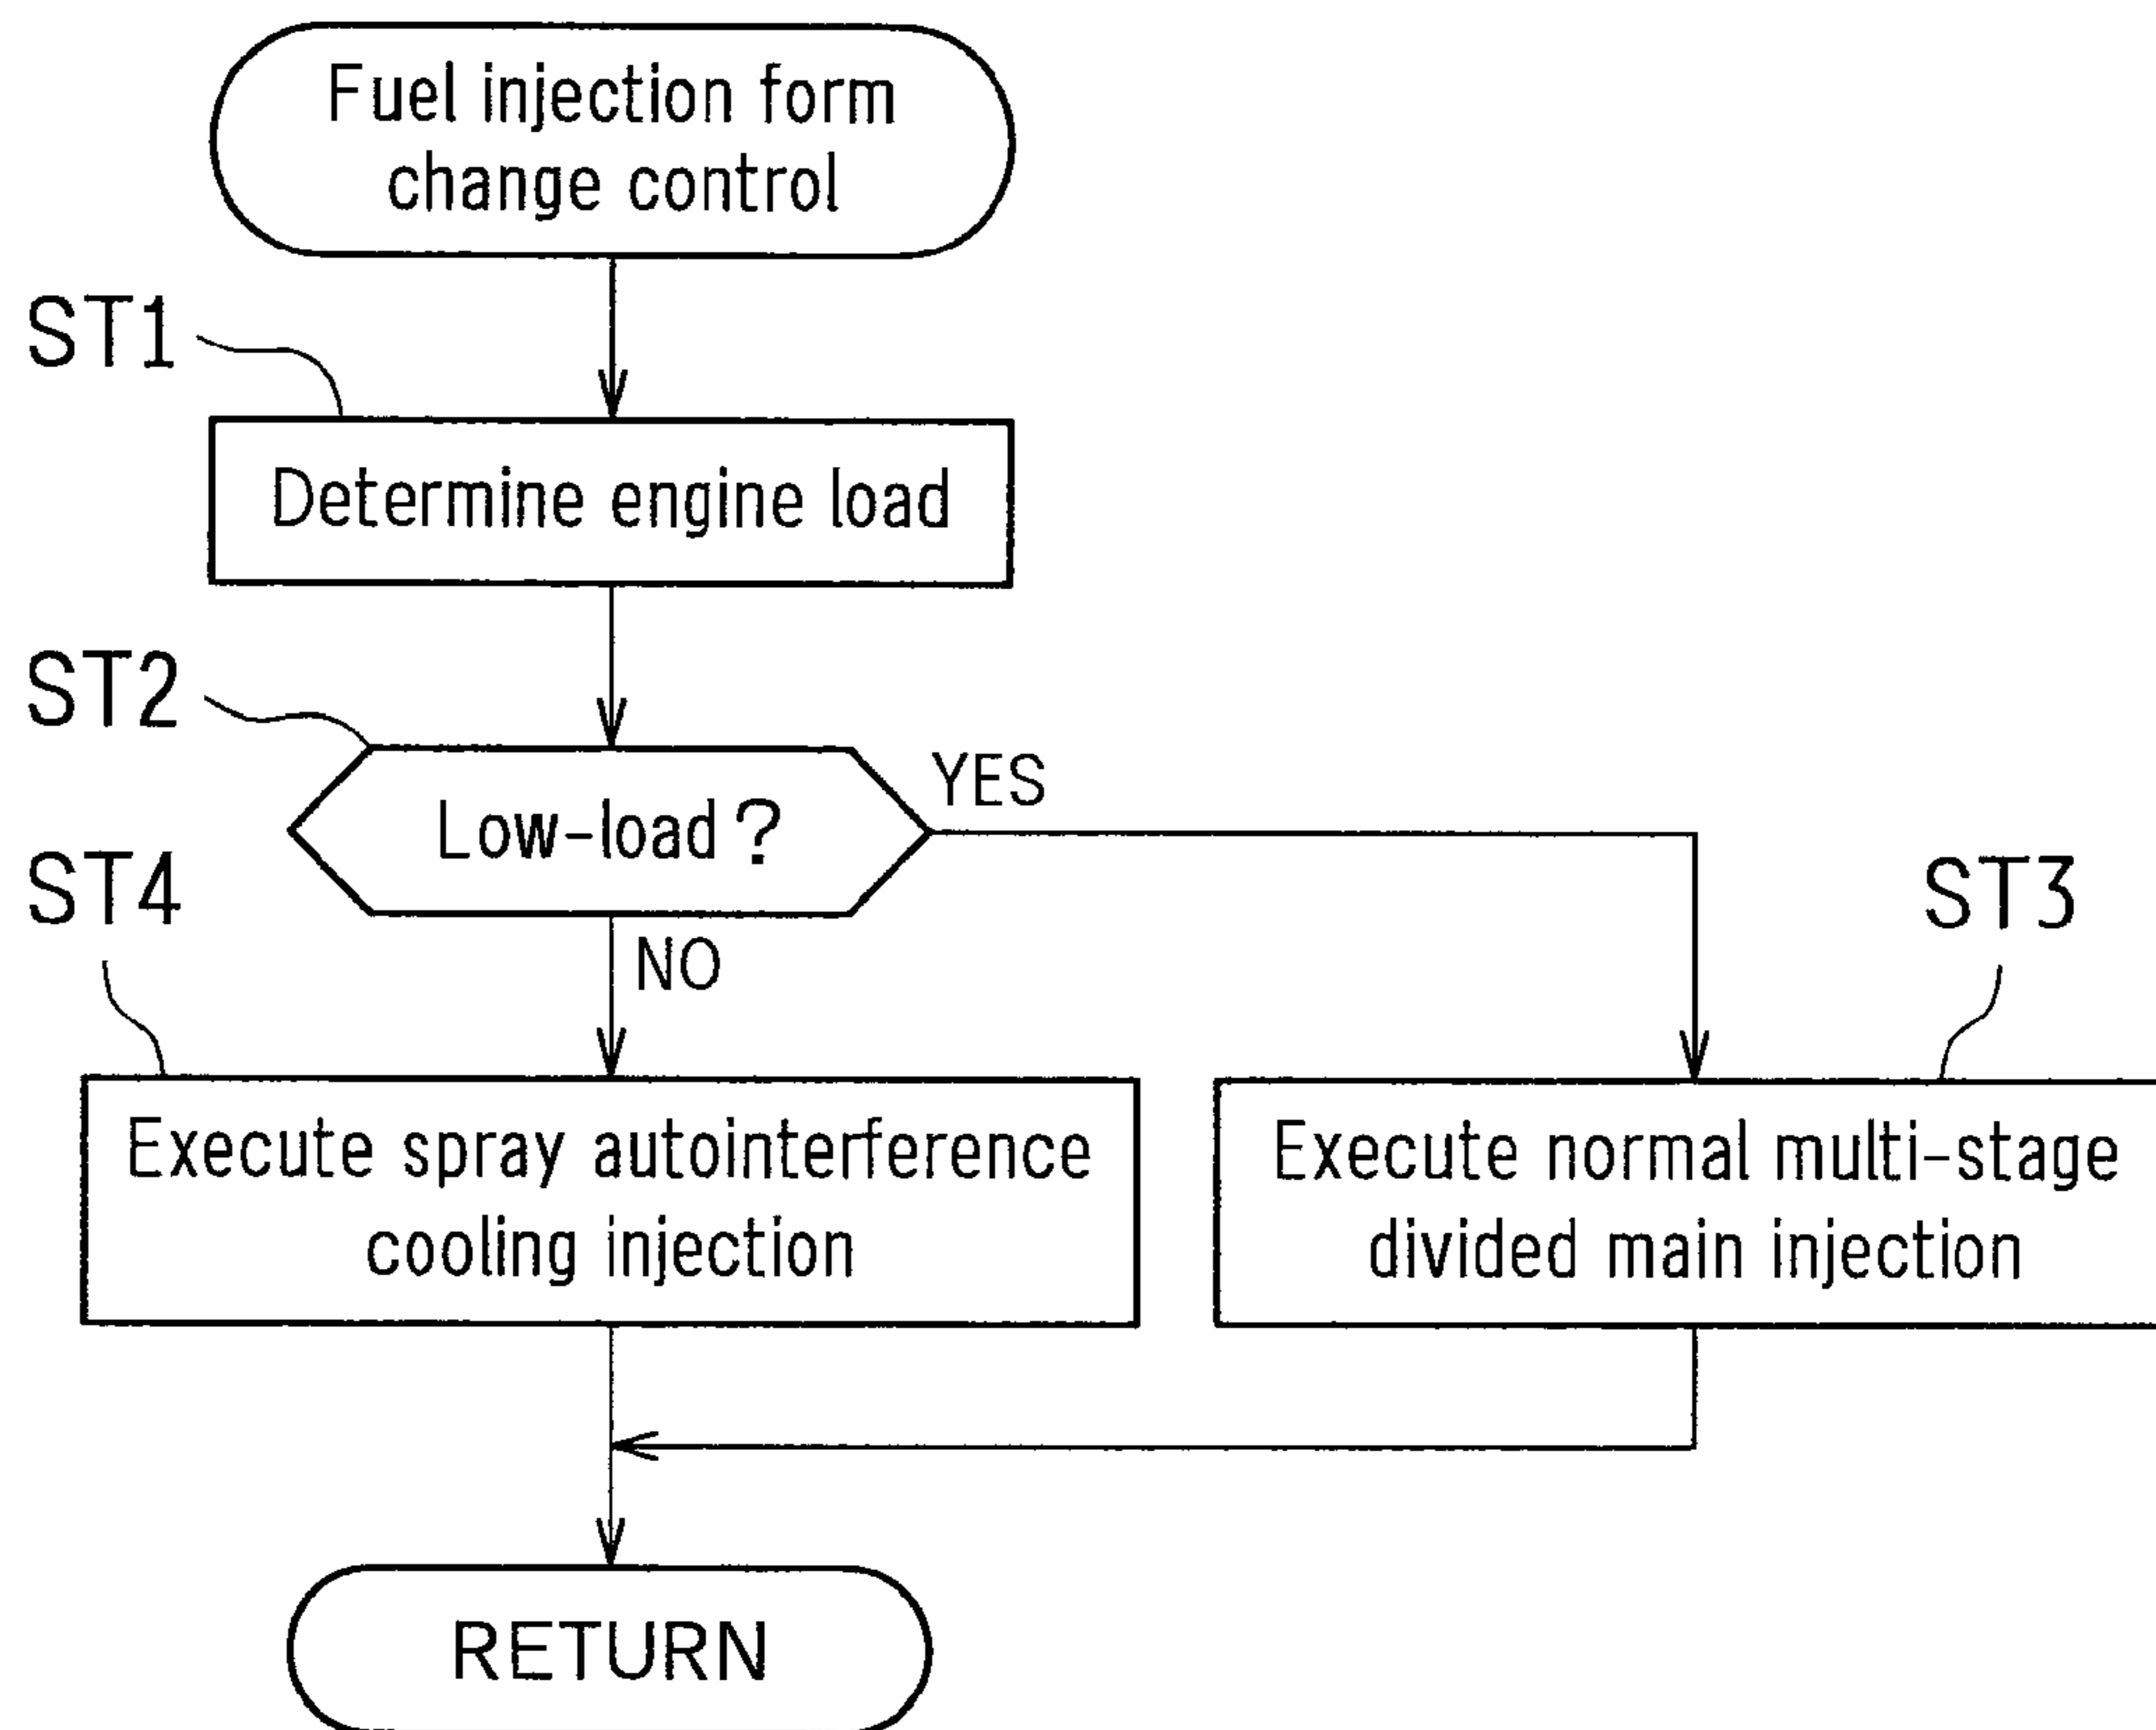 Fuel injection form
change control
ST1
Determine engine load
ST2
Low-load ?
YES
ST4
ST3
NO
Execute spray autointerference
cooling injection
Execute normal multi-stage
divided main injection
RETURN